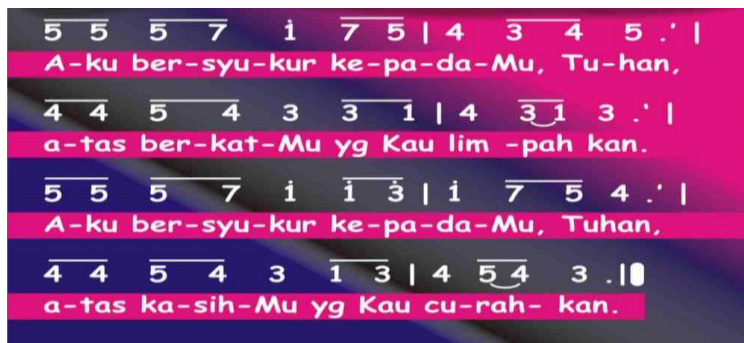 5 5 5 7 i 7 5 | 4 3 4 5 .' |
A-ku ber-syu-kur ke-pa-da-Mu, Tu-han,
4 4 5 4 3 3 1 | 4 3 1 3 .' |
a-tas ber-kat-Mu yg Kau lim -pah kan.
5 5 5 7 i i 3̇ | i 7 5 4 .' |
A-ku ber-syu-kur ke-pa-da-Mu, Tuhan,
4 4 5 4 3 1 3 | 4 5 4 3 .|
a-tas ka-sih-Mu yg Kau cu-rah- kan.